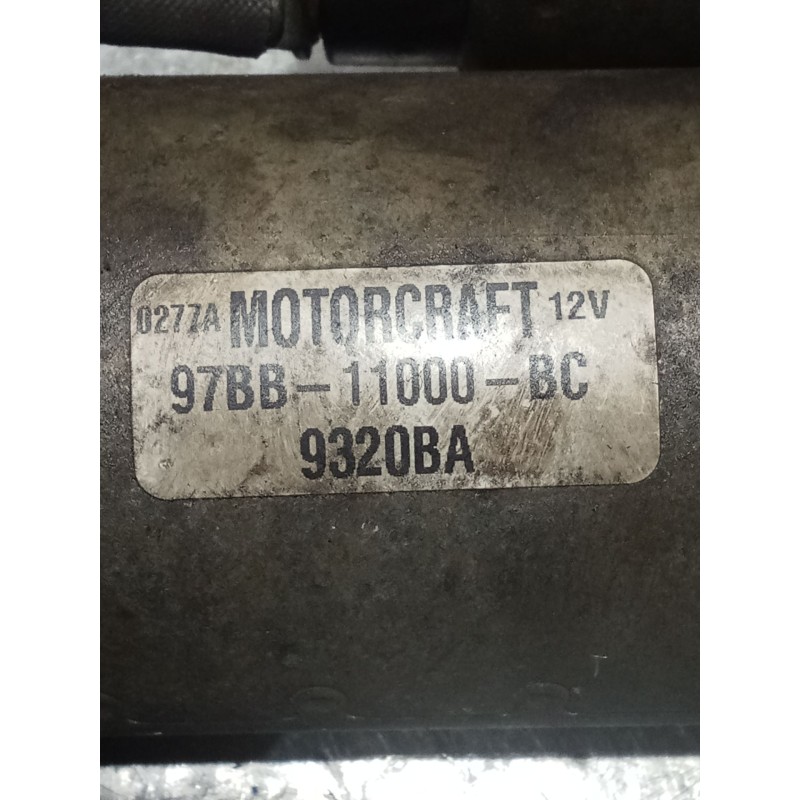 0277A MOTORCRAFT 12V
97BB-11000-BC
9320BA